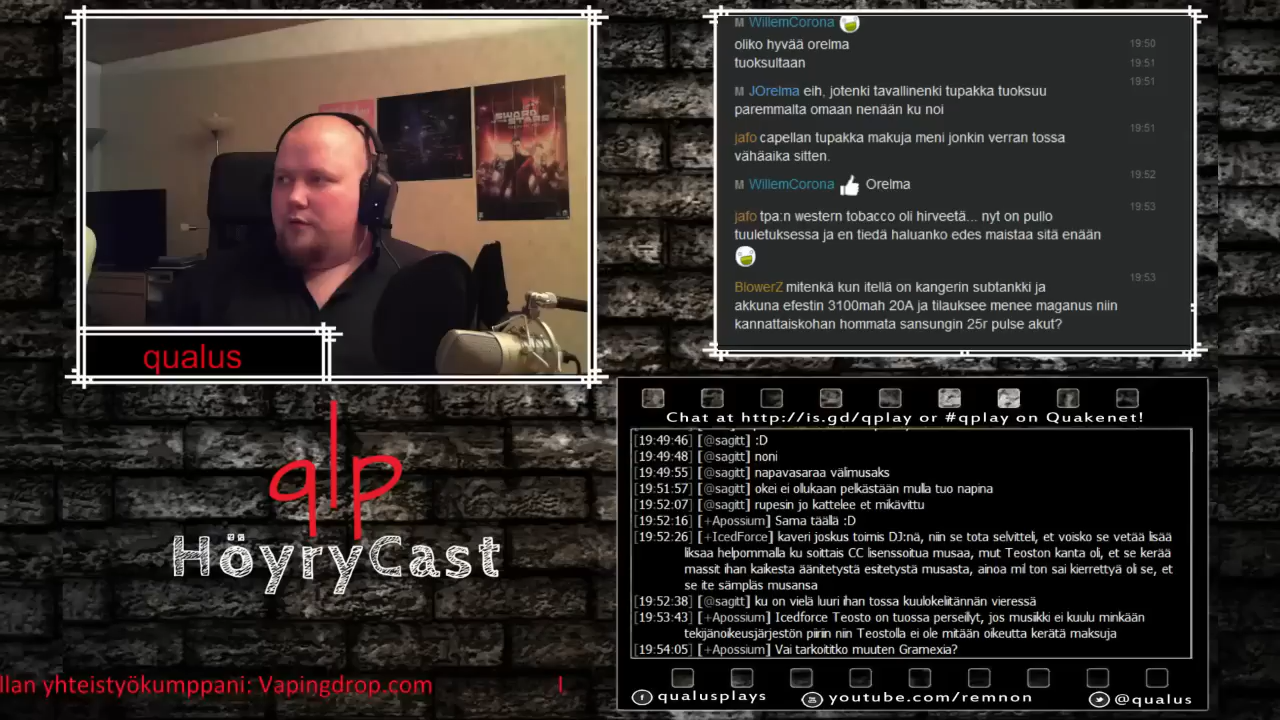 SWORD
STARS
qualus
qlp
HöyryCast
llan yhteistyökumppani: Vapingdrop.com
M WillemCorona
oliko hyvää orelma 19:50
tuoksultaan 19:51
19:51
M JOrelma eih, jotenki tavallinenki tupakka tuoksuu
paremmalta omaan nenään ku noi
19:51
jafo capellan tupakka makuja meni jonkin verran tossa
vähäaika sitten.
19:52
M WillemCorona Orelma
19:53
jafo tpa:n western tobacco oli hirveetä... nyt on pullo
tuuletuksessa ja en tiedä haluanko edes maistaa sitä enään
19:53
BlowerZ mitenkä kun itellä on kangerin subtankki ja
akkuna efestin 3100mah 20A ja tilauksee menee maganus niin
kannattaiskohan hommata sansungin 25r pulse akut?
Chat at http://is.gd/qplay or #qplay on Quakenet!
[19:49:46] [@sagitt] :D
[19:49:48] [@sagitt] noni
[19:49:55] [@sagitt] napavasaraa välimusaks
[19:51:57] [@sagitt] okei ei ollukaan pelkästään mulla tuo napina
[19:52:07] [@sagitt] rupesin jo kattelee et mikävittu
[19:52:16] [+Apossium] Sama täällä :D
[19:52:26] [+IcedForce] kaveri joskus toimis DJ:nä, niin se tota selvitteli, et voisko se vetää lisää
liksaa helpommalla ku soittais CC lisenssoitua musaa, mut Teoston kanta oli, et se kerää
massit ihan kaikesta äänitetystä esitetystä musasta, ainoa mil ton sai kierrettyä oli se, et
se ite sämpläs musansa
[19:52:38] [@sagitt] ku on vielä luuri ihan tossa kuulokeliitännän vieressä
[19:53:43] [+Apossium] Icedforce Teosto on tuossa perseillyt, jos musiikki ei kuulu minkään
tekijänoikeusjärjestön piiriin niin Teostolla ei ole mitään oikeutta kerätä maksuja
[19:54:05] [+Apossium] Vai tarkoititko muuten Gramexia?
qualusplays youtube.com/remnon @qualus